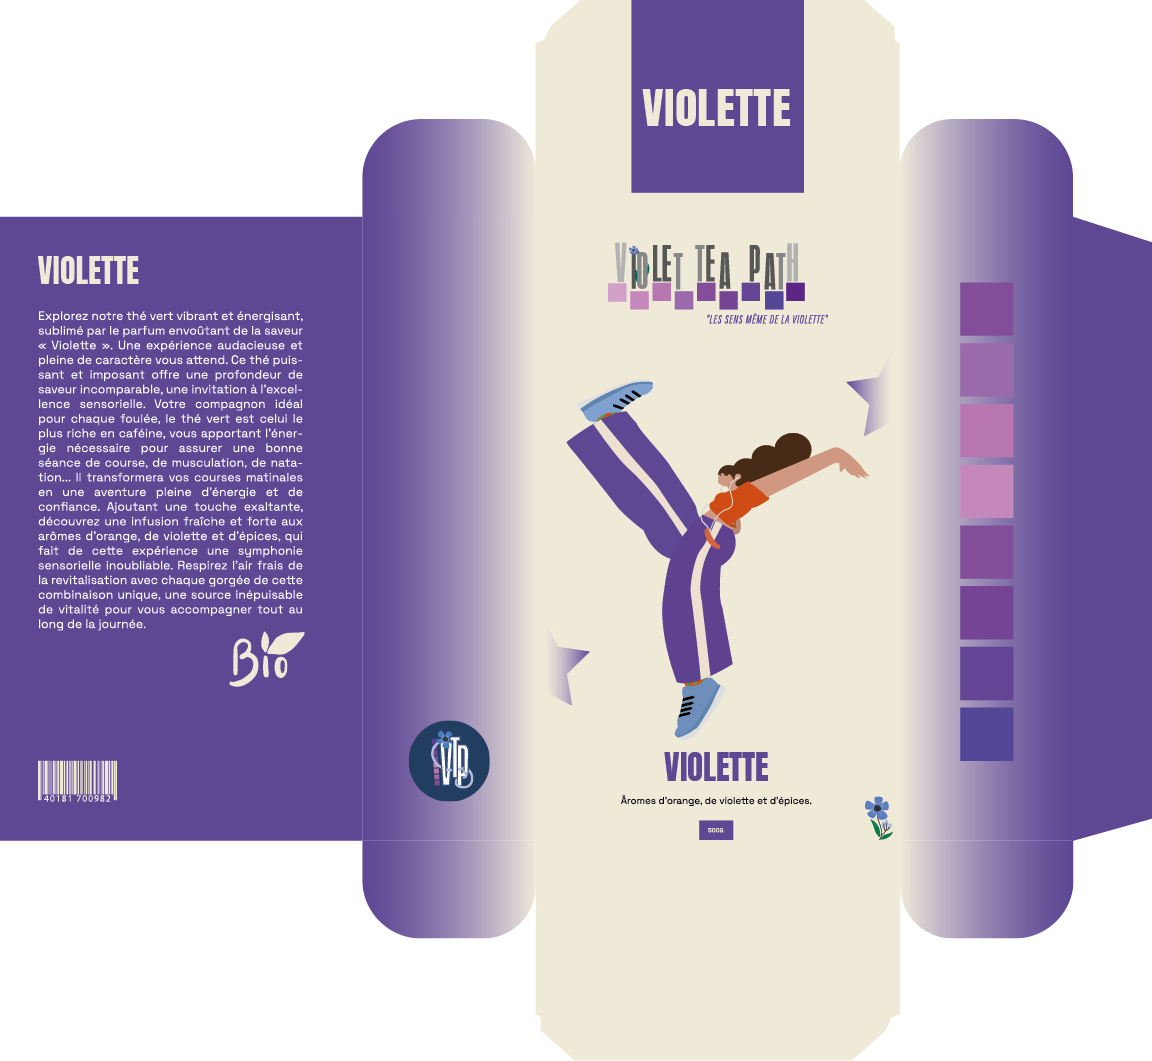 VIOLETTE
VIOLETTE
Explorez notre thé vert vibrant et énergisant,
sublimé par le parfum envoûtant de la saveur
« Violette ». Une expérience audacieuse et
pleine de caractère vous attend. Ce thé puis-
sant et imposant offre une profondeur de
saveur incomparable, une invitation à l'excel-
lence sensorielle. Votre compagnon idéal
pour chaque foulée, le thé vert est celui le
plus riche en caféine, vous apportant l'éner-
gie nécessaire pour assurer une bonne
séance de course, de musculation, de nata-
tion... Il transformera vos courses matinales
en une aventure pleine d'énergie et de
confiance. Ajoutant une touche exaltante,
découvrez une infusion fraîche et forte aux
arômes d'orange, de violette et d'épices, qui
fait de cette expérience une symphonie
sensorielle inoubliable. Respirez l'air frais de
la revitalisation avec chaque gorgée de cette
combinaison unique, une source inépuisable
de vitalité pour vous accompagner tout au
long de la journée.
Bio
40181 700982
VTP
VIOLET TEA PATH
"LES SENS MÊME DE LA VIOLETTE"
VIOLETTE
Âromes d'orange, de violette et d'épices.
500G